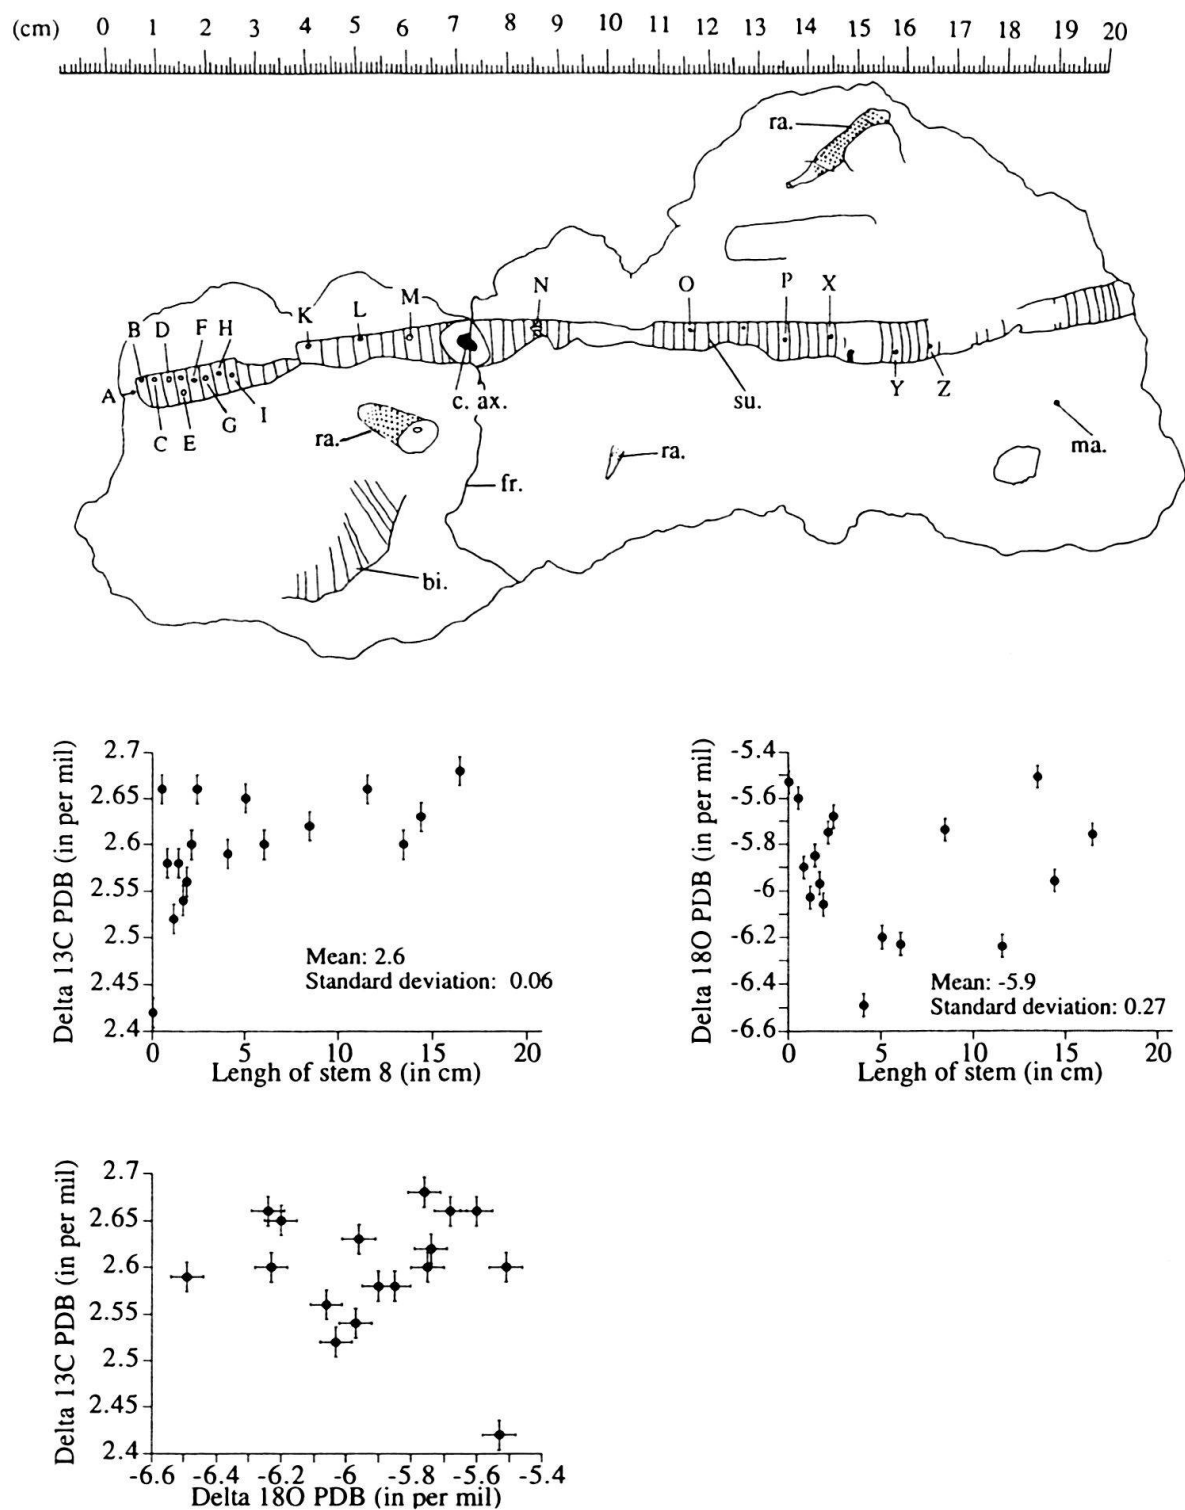 (cm) 0 1 2 3 4 5 6 7 8 9 10 11 12 13 14 15 16 17 18 19 20
ra.
B D F H K L M N O P X
A C E G I c. ax. su. Y Z
ra. ra. ma.
fr.
bi.
Delta 13C PDB (in per mil)
2.7
2.65
2.6
2.55
2.5
2.45
2.4
Mean: 2.6
Standard deviation: 0.06
0 5 10 15 20
Lengh of stem 8 (in cm)
Delta 18O PDB (in per mil)
-5.4
-5.6
-5.8
-6
-6.2
-6.4
-6.6
Mean: -5.9
Standard deviation: 0.27
0 5 10 15 20
Lengh of stem (in cm)
Delta 13C PDB (in per mil)
2.7
2.65
2.6
2.55
2.5
2.45
2.4
-6.6 -6.2 -6 -5.8 -5.6 -5.4
Delta 18O PDB (in per mil)